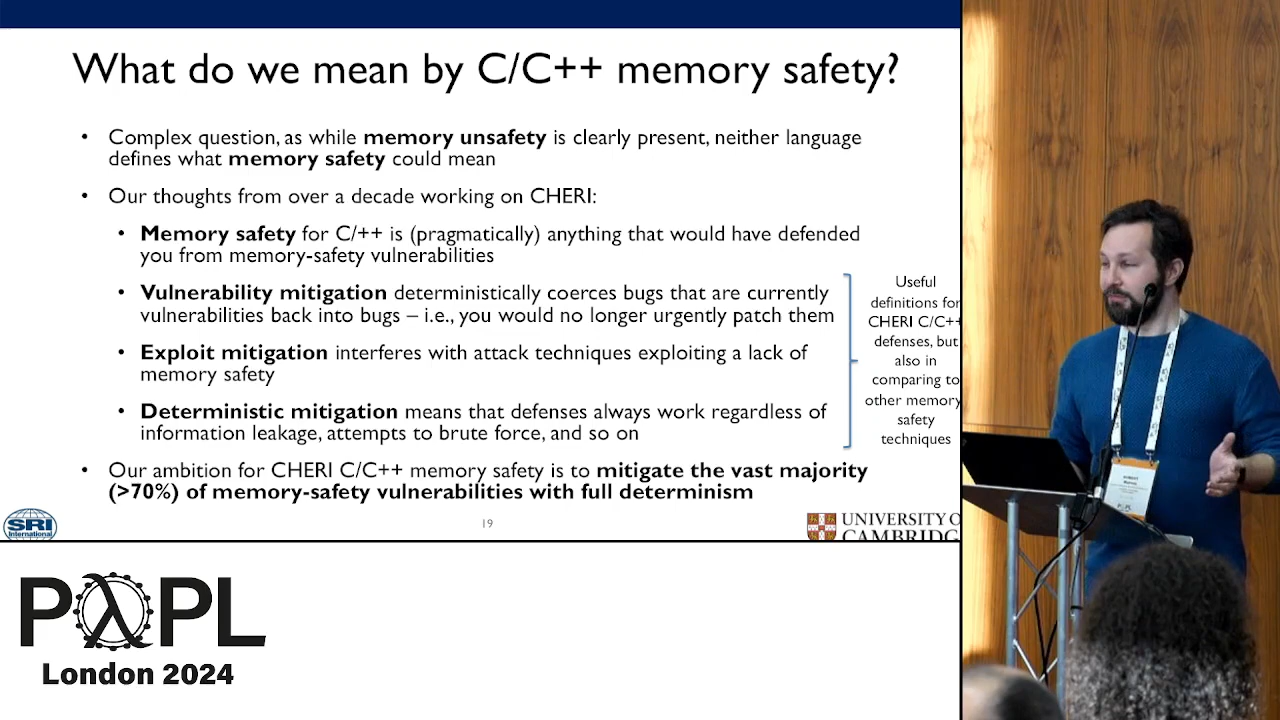 What do we mean by C/C++ memory safety?
• Complex question, as while memory unsafety is clearly present, neither language
defines what memory safety could mean
• Our thoughts from over a decade working on CHERI:
• Memory safety for C/++ is (pragmatically) anything that would have defended
you from memory-safety vulnerabilities
• Vulnerability mitigation deterministically coerces bugs that are currently
vulnerabilities back into bugs – i.e., you would no longer urgently patch them
• Exploit mitigation interferes with attack techniques exploiting a lack of
memory safety
• Deterministic mitigation means that defenses always work regardless of
information leakage, attempts to brute force, and so on
Useful
definitions for
CHERI C/C++
defenses, but
also in
comparing to
other memory
safety
techniques
• Our ambition for CHERI C/C++ memory safety is to mitigate the vast majority
(>70%) of memory-safety vulnerabilities with full determinism
SRI
International
19
UNIVERSITY O
CAMBRIDG
PλPL
London 2024
ROBERT